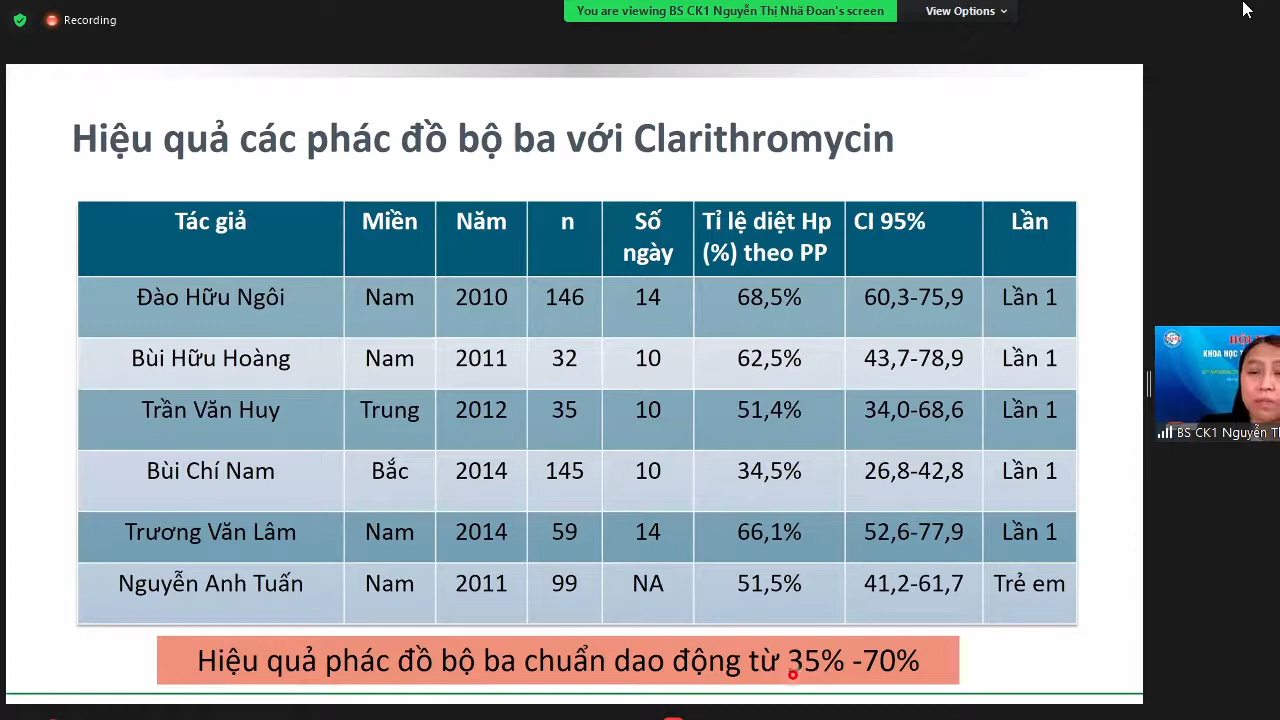 Recording
You are viewing BS CK1 Nguyễn Thị Nhã Đoan's screen
View Options
Hiệu quả các phác đồ bộ ba với Clarithromycin
Tác giả Miền Năm n Số ngày Tỉ lệ diệt Hp (%) theo PP CI 95% Lần
Đào Hữu Ngôi Nam 2010 146 14 68,5% 60,3-75,9 Lần 1
Bùi Hữu Hoàng Nam 2011 32 10 62,5% 43,7-78,9 Lần 1
Trần Văn Huy Trung 2012 35 10 51,4% 34,0-68,6 Lần 1
Bùi Chí Nam Bắc 2014 145 10 34,5% 26,8-42,8 Lần 1
Trương Văn Lâm Nam 2014 59 14 66,1% 52,6-77,9 Lần 1
Nguyễn Anh Tuấn Nam 2011 99 NA 51,5% 41,2-61,7 Trẻ em
Hiệu quả phác đồ bộ ba chuẩn dao động từ 35% -70%
KHOA HỌC
BS CK1 Nguyễn